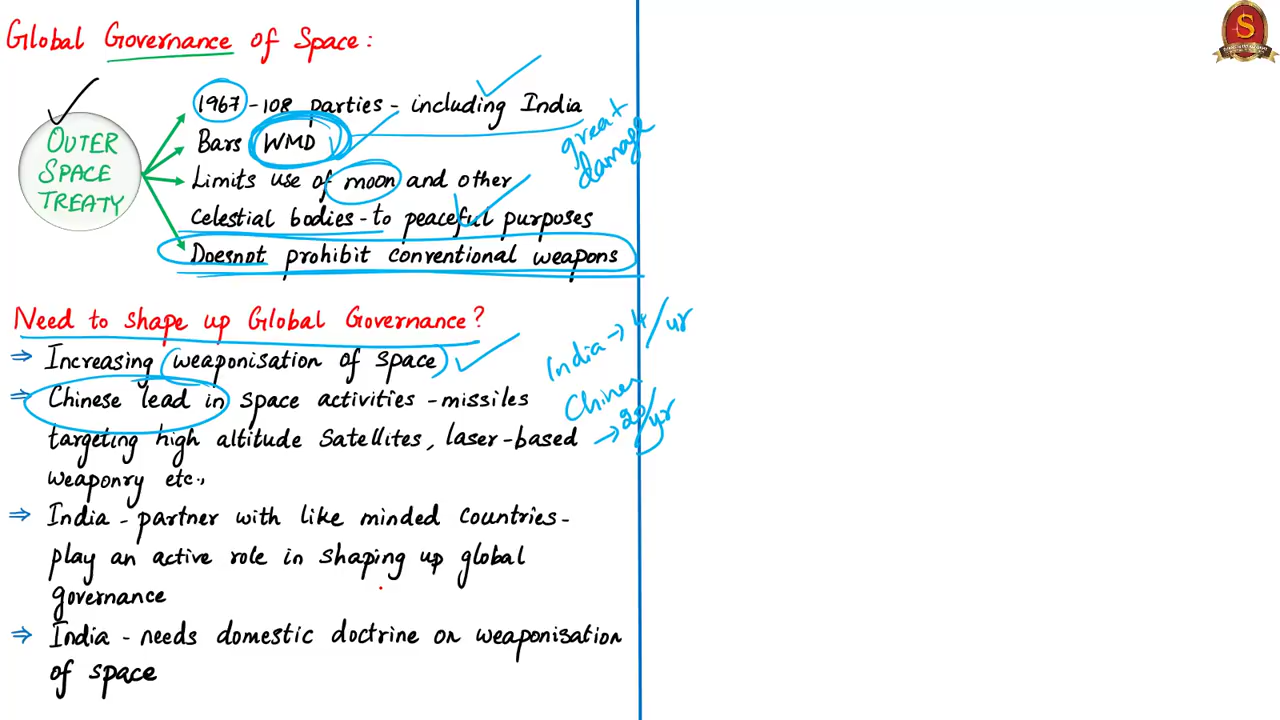 Global Governance of Space:
OUTER
SPACE
TREATY
1967 - 108 parties - including India
Bars WMD
great
damage
Limits use of moon and other
celestial bodies - to peaceful purposes
Doesnot prohibit conventional weapons
Need to shape up Global Governance?
⇒ Increasing weaponisation of space
⇒ Chinese lead in space activities - missiles
targeting high altitude satellites, laser-based
weaponry etc.,
India → 4/yr
→ 20/yr
⇒ India - partner with like minded countries -
play an active role in shaping up global
governance
⇒ India - needs domestic doctrine on weaponisation
of space
S